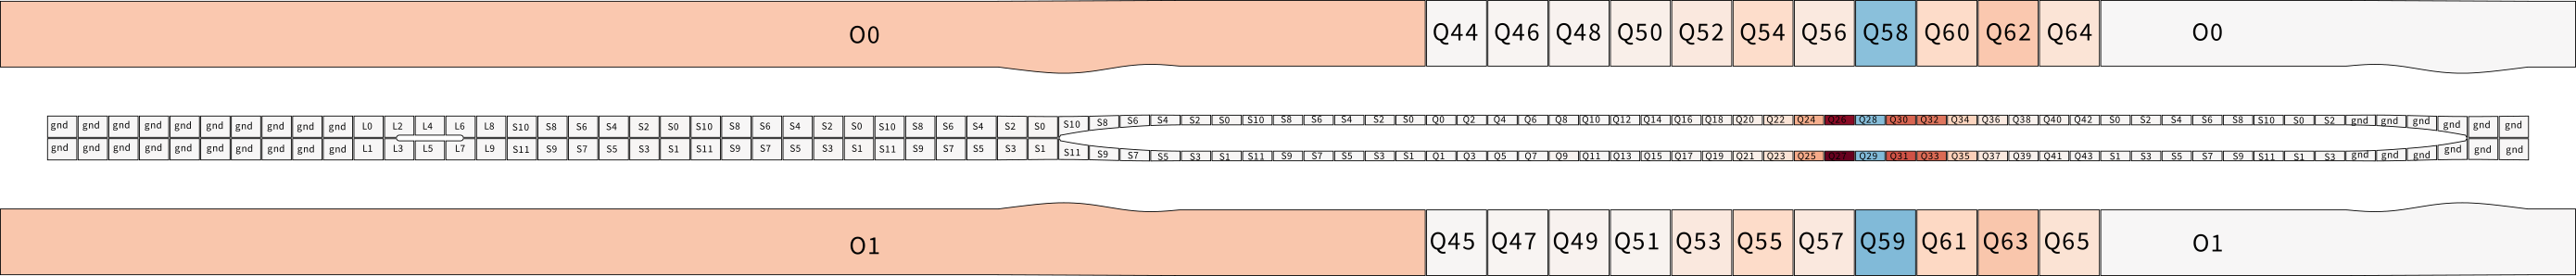 O0 Q44 Q46 Q48 Q50 Q52 Q54 Q56 Q58 Q60 Q62 Q64 O0
gnd gnd gnd gnd gnd gnd gnd gnd gnd gnd L0 L2 L4 L6 L8 S10 S8 S6 S4 S2 S0 S10 S8 S6 S4 S2 S0 S10 S8 S6 S4 S2 S0 S10 S8 S6 S4 S2 S0 S10 S8 S6 S4 S2 S0 Q0 Q2 Q4 Q6 Q8 Q10 Q12 Q14 Q16 Q18 Q20 Q22 Q24 Q26 Q28 Q30 Q32 Q34 Q36 Q38 Q40 Q42 S0 S2 S4 S6 S8 S10 S0 S2 gnd gnd gnd gnd gnd gnd
gnd gnd gnd gnd gnd gnd gnd gnd gnd gnd L1 L3 L5 L7 L9 S11 S9 S7 S5 S3 S1 S11 S9 S7 S5 S3 S1 S11 S9 S7 S5 S3 S1 S11 S9 S7 S5 S3 S1 S11 S9 S7 S5 S3 S1 Q1 Q3 Q5 Q7 Q9 Q11 Q13 Q15 Q17 Q19 Q21 Q23 Q25 Q27 Q29 Q31 Q33 Q35 Q37 Q39 Q41 Q43 S1 S3 S5 S7 S9 S11 S1 S3 gnd gnd gnd gnd gnd gnd
O1 Q45 Q47 Q49 Q51 Q53 Q55 Q57 Q59 Q61 Q63 Q65 O1